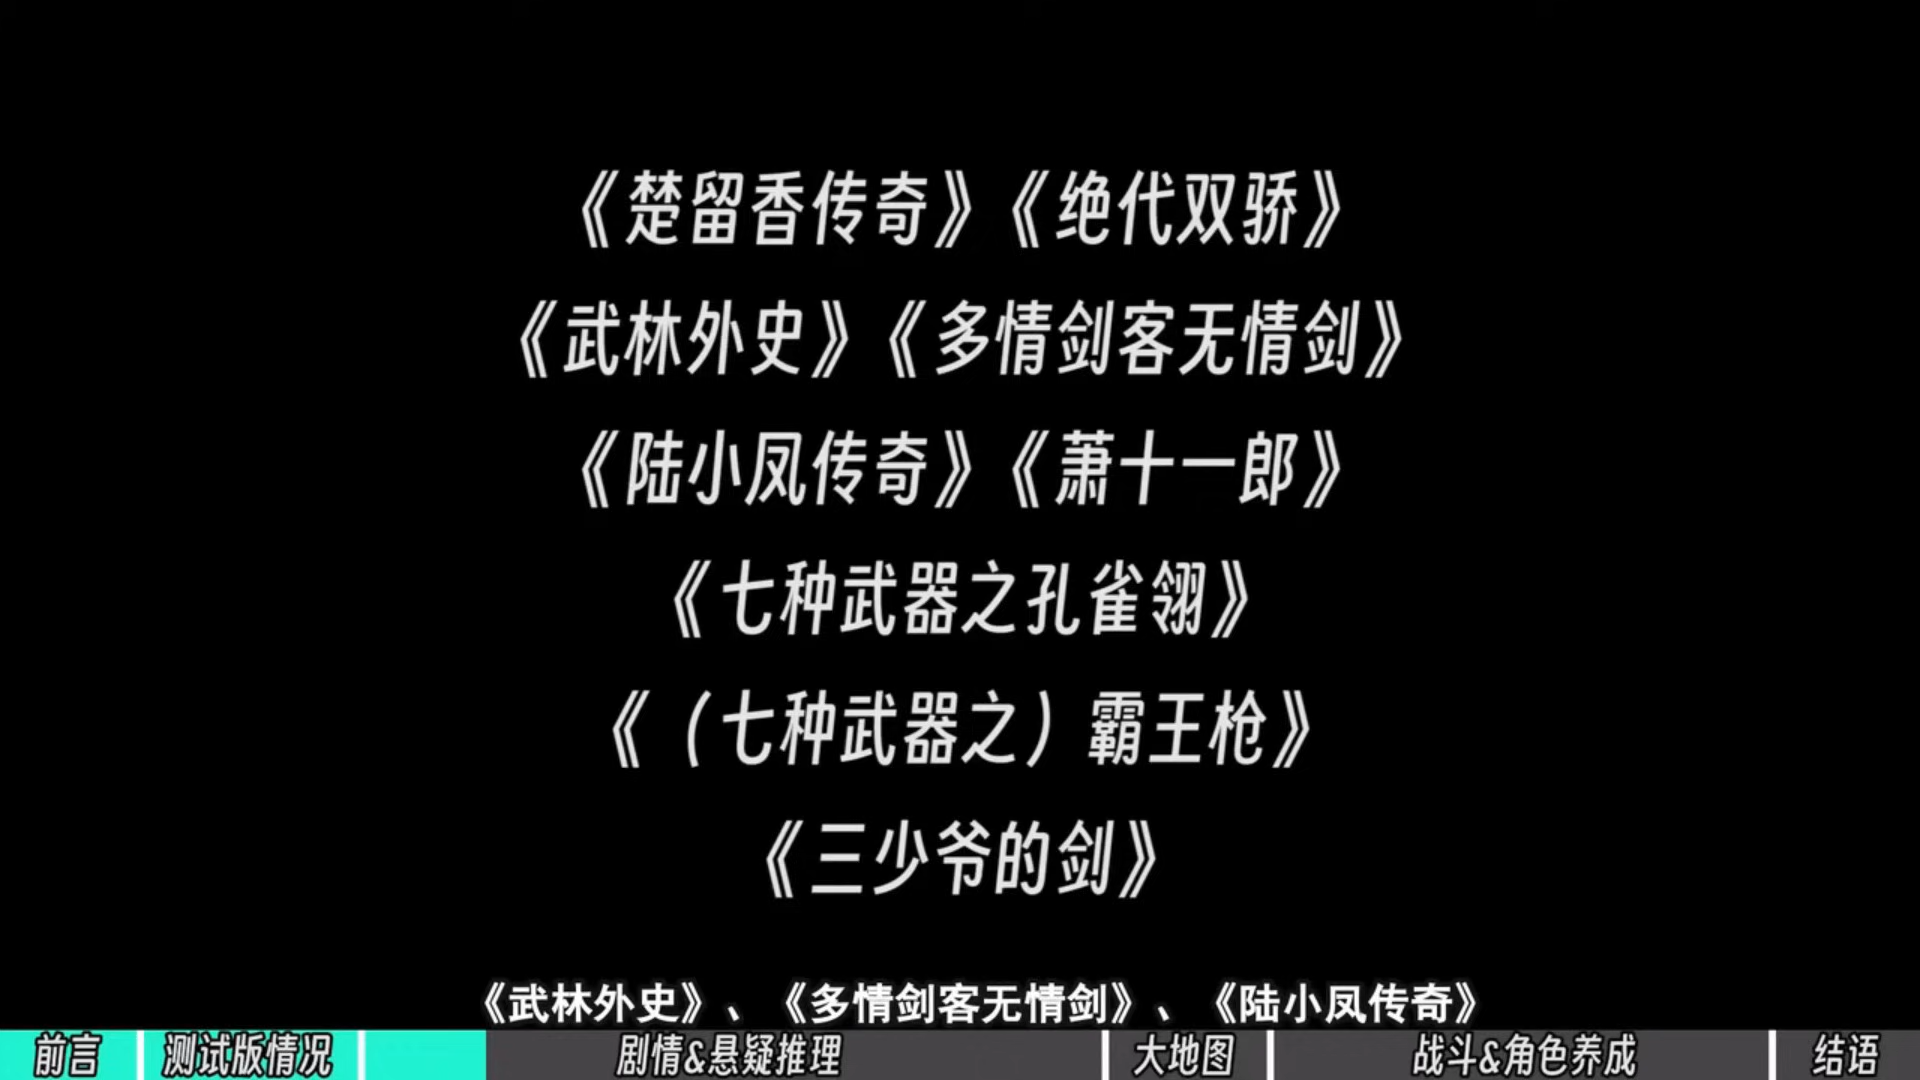 《楚留香传奇》《绝代双骄》
《武林外史》《多情剑客无情剑》
《陆小凤传奇》《萧十一郎》
《七种武器之孔雀翎》
《（七种武器之）霸王枪》
《三少爷的剑》
《武林外史》、《多情剑客无情剑》、《陆小凤传奇》
前言 测试版情况 剧情&悬疑推理 大地图 战斗&角色养成 结语